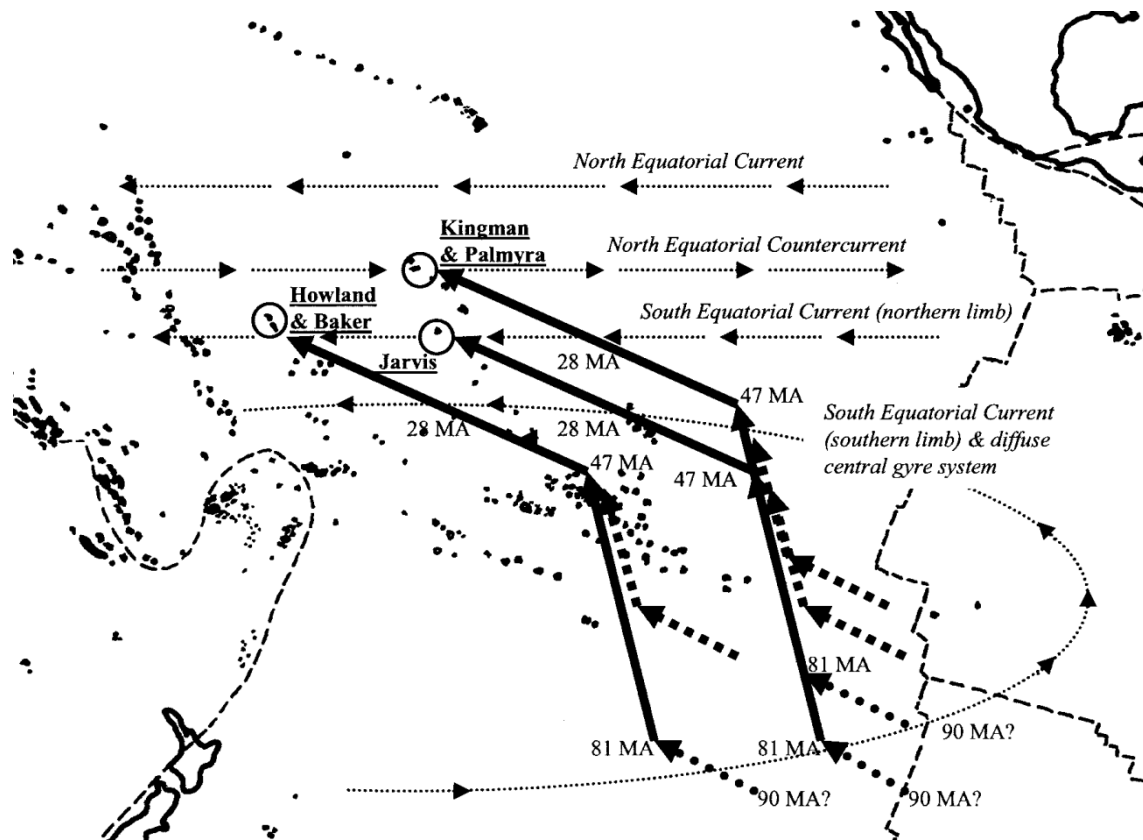 North Equatorial Current
Kingman
& Palmyra
North Equatorial Countercurrent
Howland
& Baker
South Equatorial Current (northern limb)
Jarvis
28 MA
47 MA
28 MA
28 MA
South Equatorial Current
(southern limb) & diffuse
central gyre system
47 MA
47 MA
81 MA
90 MA?
81 MA
81 MA
90 MA?
90 MA?